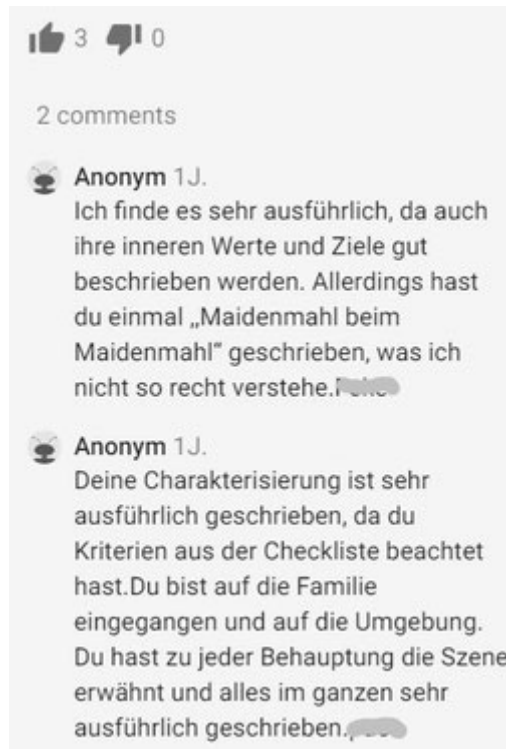 3 0
2 comments
Anonym 1J.
Ich finde es sehr ausführlich, da auch
ihre inneren Werte und Ziele gut
beschrieben werden. Allerdings hast
du einmal „Maidenmahl beim
Maidenmahl“ geschrieben, was ich
nicht so recht verstehe.
Anonym 1J.
Deine Charakterisierung ist sehr
ausführlich geschrieben, da du
Kriterien aus der Checkliste beachtet
hast.Du bist auf die Familie
eingegangen und auf die Umgebung.
Du hast zu jeder Behauptung die Szene
erwähnt und alles im ganzen sehr
ausführlich geschrieben.